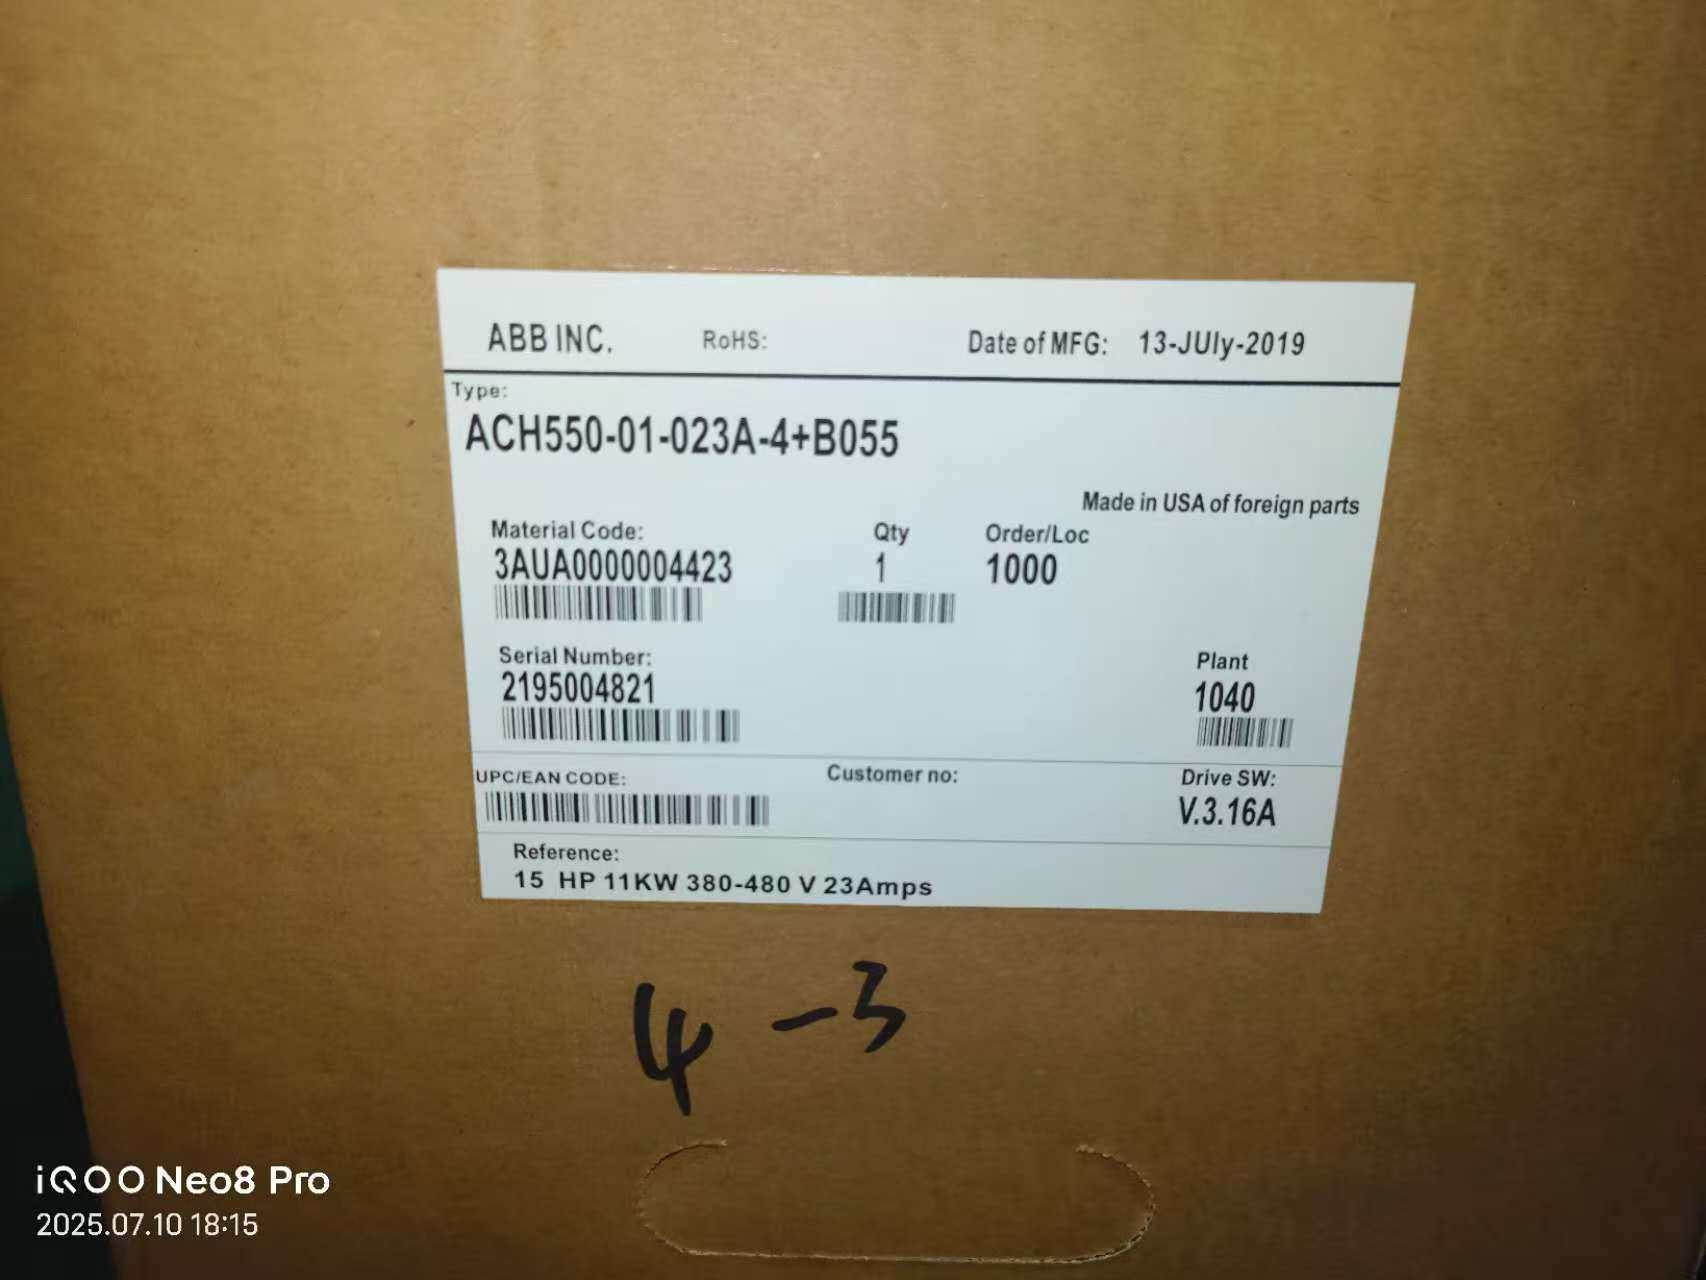 ABB INC. RoHS: Date of MFG: 13-JUly-2019
Type:
ACH550-01-023A-4+B055
Made in USA of foreign parts
Material Code: Qty Order/Loc
3AUA0000004423 1 1000
Serial Number: Plant
2195004821 1040
UPC/EAN CODE: Customer no: Drive SW:
V.3.16A
Reference:
15 HP 11KW 380-480 V 23Amps
4-3
iQOO Neo8 Pro
2025.07.10 18:15